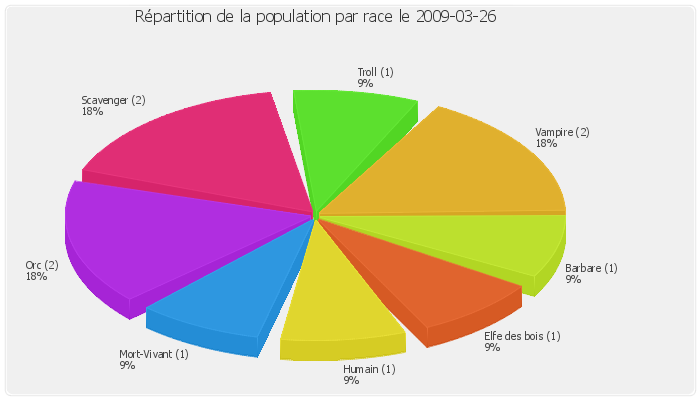 Répartition de la population par race le 2009-03-26
Troll (1)
9%
Scavenger (2)
18%
Vampire (2)
18%
Orc (2)
18%
Barbare (1)
9%
Elfe des bois (1)
9%
Mort-Vivant (1)
9%
Humain (1)
9%